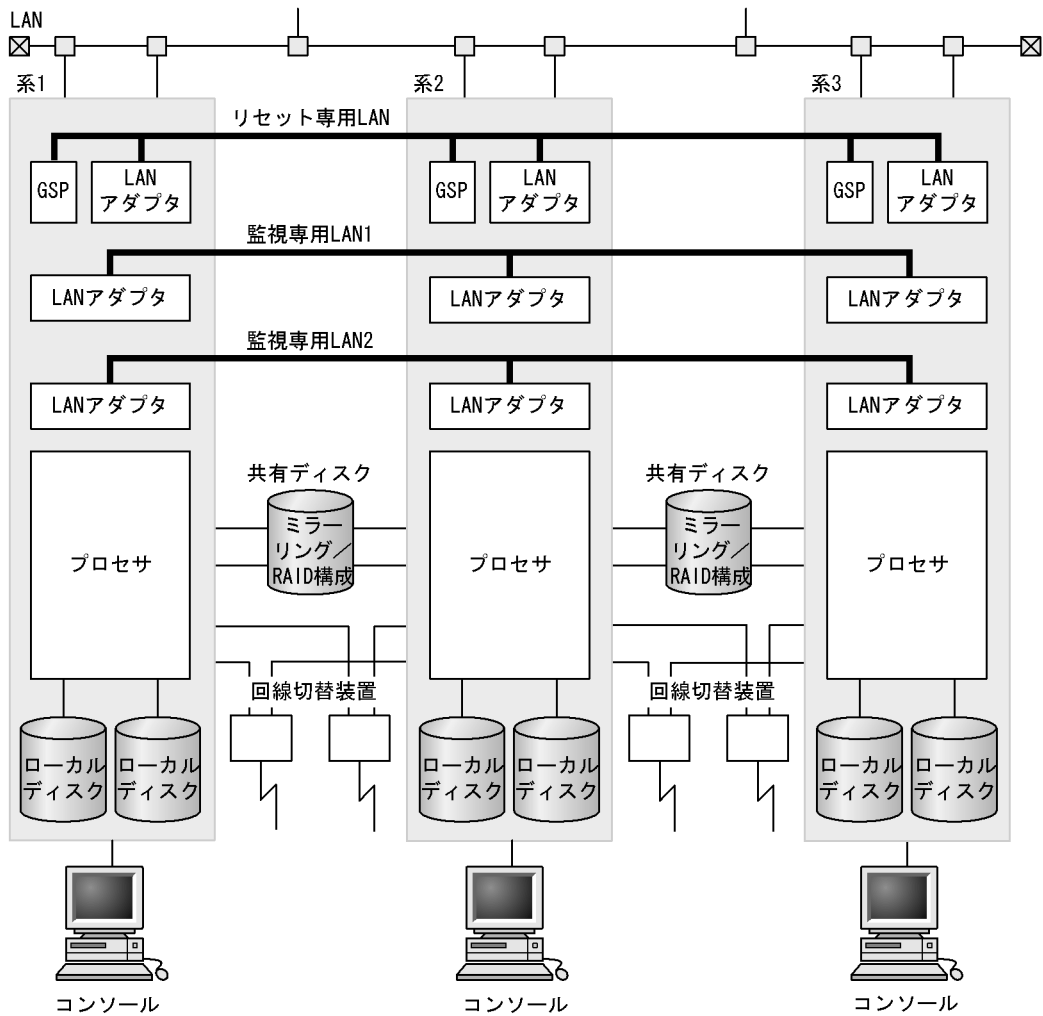 LAN
系1
系2
系3
リセット専用LAN
GSP
LAN
アダプタ
GSP
LAN
アダプタ
GSP
LAN
アダプタ
監視専用LAN1
LANアダプタ
LANアダプタ
LANアダプタ
監視専用LAN2
LANアダプタ
LANアダプタ
LANアダプタ
共有ディスク
共有ディスク
プロセサ
ミラー
リング／
RAID構成
プロセサ
ミラー
リング／
RAID構成
プロセサ
回線切替装置
回線切替装置
ローカル
ディスク
ローカル
ディスク
ローカル
ディスク
ローカル
ディスク
ローカル
ディスク
ローカル
ディスク
コンソール
コンソール
コンソール